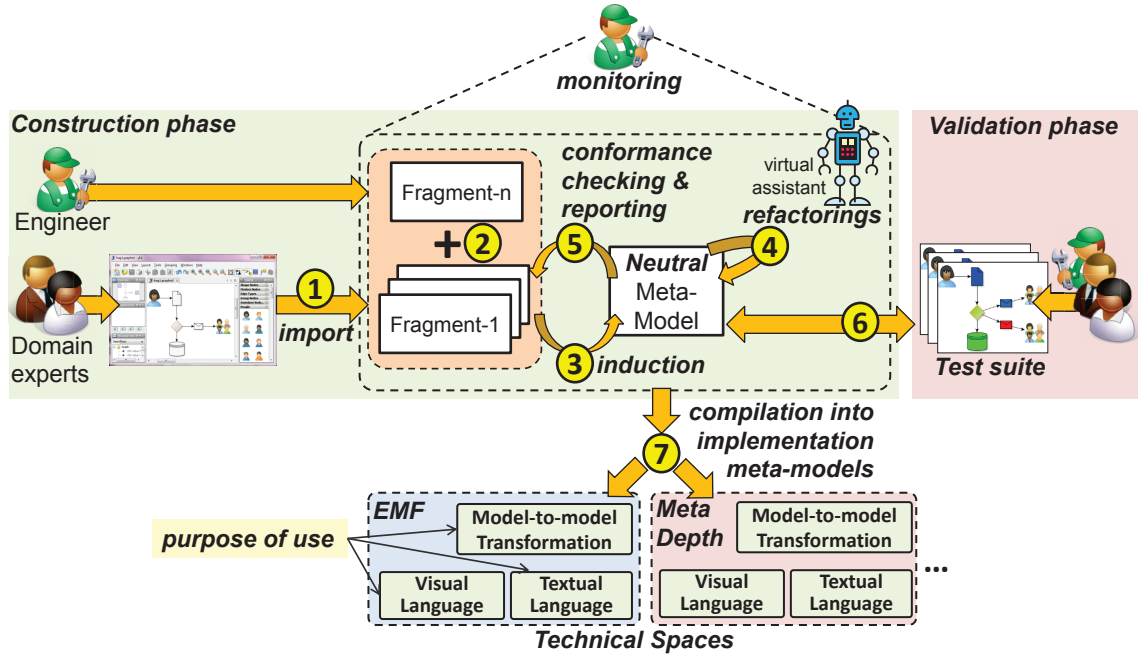 monitoring
Construction phase
Validation phase
Engineer
Domain
experts
1
import
Fragment-n
+
2
Fragment-1
conformance
checking &
reporting
5
3
induction
Neutral
Meta-
Model
virtual
assistant
refactorings
4
6
Test suite
compilation into
implementation
meta-models
7
purpose of use
EMF
Model-to-model
Transformation
Visual
Language
Textual
Language
Meta
Depth
Model-to-model
Transformation
Visual
Language
Textual
Language
...
Technical Spaces